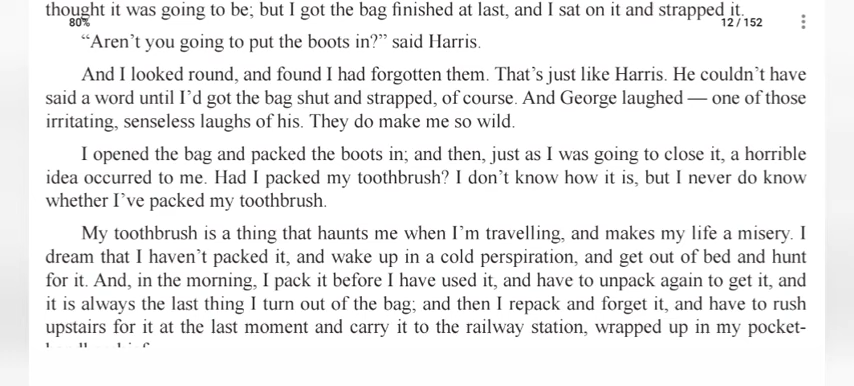 thought it was going to be; but I got the bag finished at last, and I sat on it and strapped it.
80%
12 / 152
“Aren’t you going to put the boots in?” said Harris.
And I looked round, and found I had forgotten them. That’s just like Harris. He couldn’t have
said a word until I’d got the bag shut and strapped, of course. And George laughed — one of those
irritating, senseless laughs of his. They do make me so wild.
I opened the bag and packed the boots in; and then, just as I was going to close it, a horrible
idea occurred to me. Had I packed my toothbrush? I don’t know how it is, but I never do know
whether I’ve packed my toothbrush.
My toothbrush is a thing that haunts me when I’m travelling, and makes my life a misery. I
dream that I haven’t packed it, and wake up in a cold perspiration, and get out of bed and hunt
for it. And, in the morning, I pack it before I have used it, and have to unpack again to get it, and
it is always the last thing I turn out of the bag; and then I repack and forget it, and have to rush
upstairs for it at the last moment and carry it to the railway station, wrapped up in my pocket-